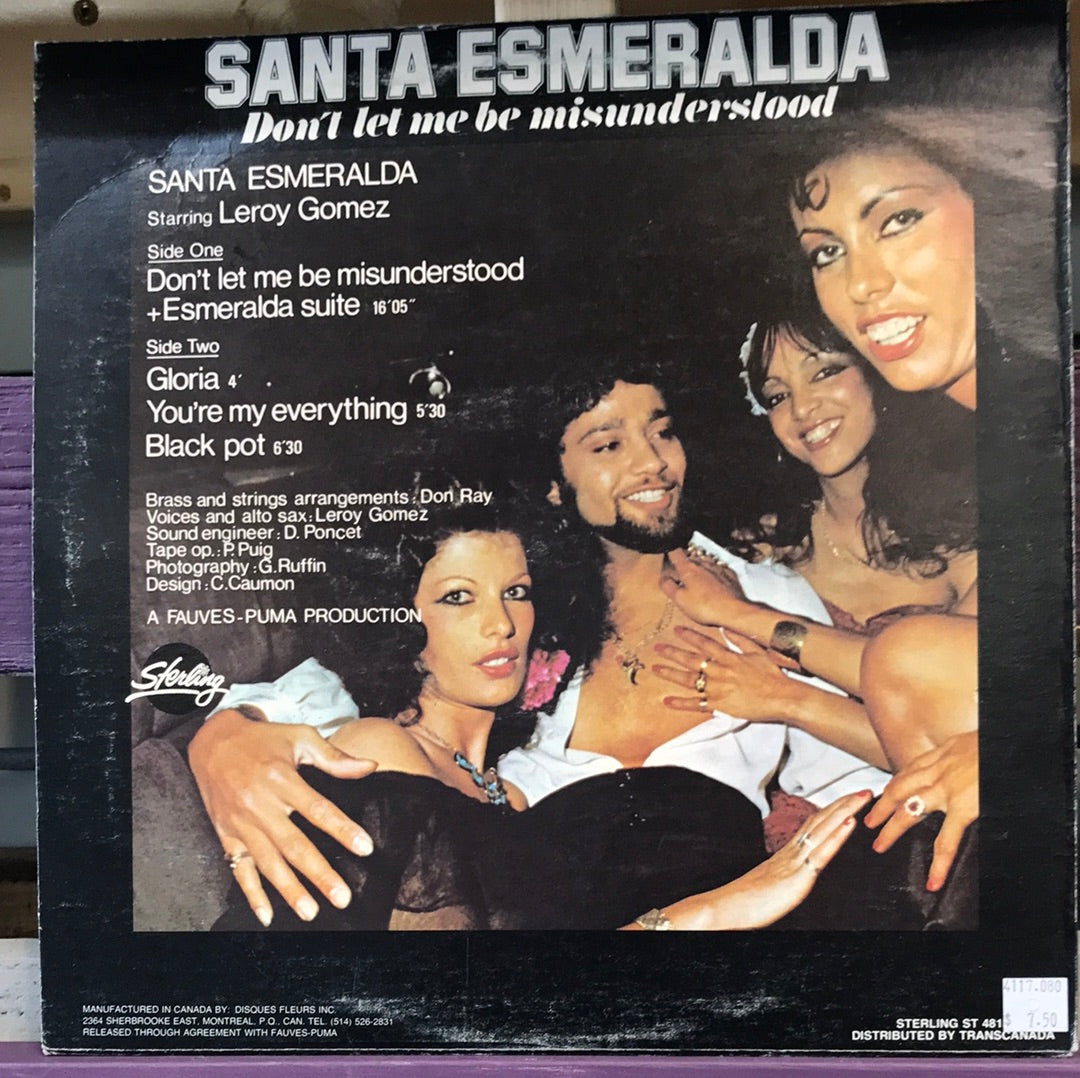 SANTA ESMERALDA
Don't let me be misunderstood
SANTA ESMERALDA
Starring Leroy Gomez
Side One
Don't let me be misunderstood
+Esmeralda suite 16'05"
Side Two
Gloria 4'
You're my everything 5'30
Black pot 6'30
Brass and strings arrangements : Don Ray
Voices and alto sax : Leroy Gomez
Sound engineer : D. Poncet
Tape op. : P. Puig
Photography : G. Ruffin
Design : C. Caumon
A FAUVES-PUMA PRODUCTION
Sterling
MANUFACTURED IN CANADA BY: DISQUES FLEURS INC.
2364 SHERBROOKE EAST, MONTREAL, P.Q., CAN. TEL. (514) 526-2831
RELEASED THROUGH AGREEMENT WITH FAUVES-PUMA
4117.080
$ 7.50
STERLING ST 481
DISTRIBUTED BY TRANSCANADA